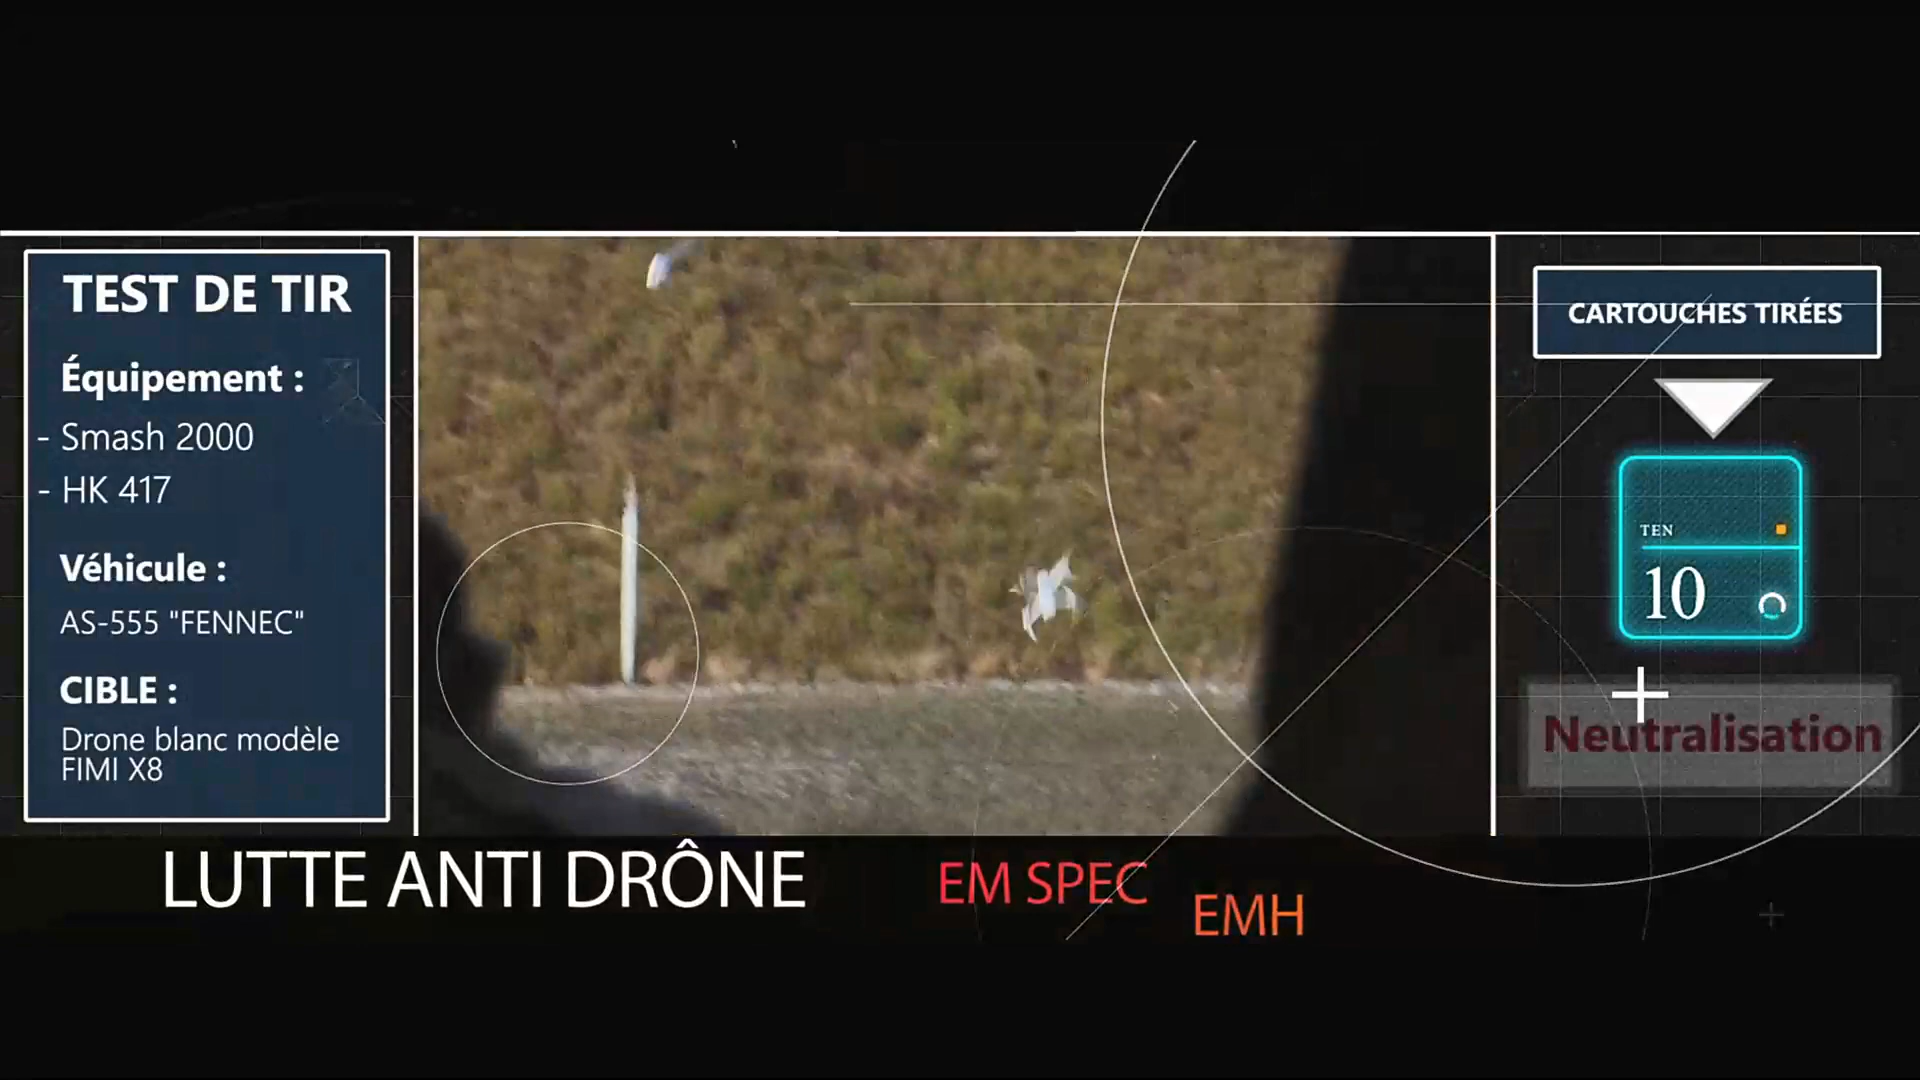 TEST DE TIR
Équipement :
- Smash 2000
- HK 417
Véhicule :
AS-555 "FENNEC"
CIBLE :
Drone blanc modèle
FIMI X8
CARTOUCHES TIRÉES
TEN
10
Neutralisation
LUTTE ANTI DRÔNE
EM SPEC
EMH